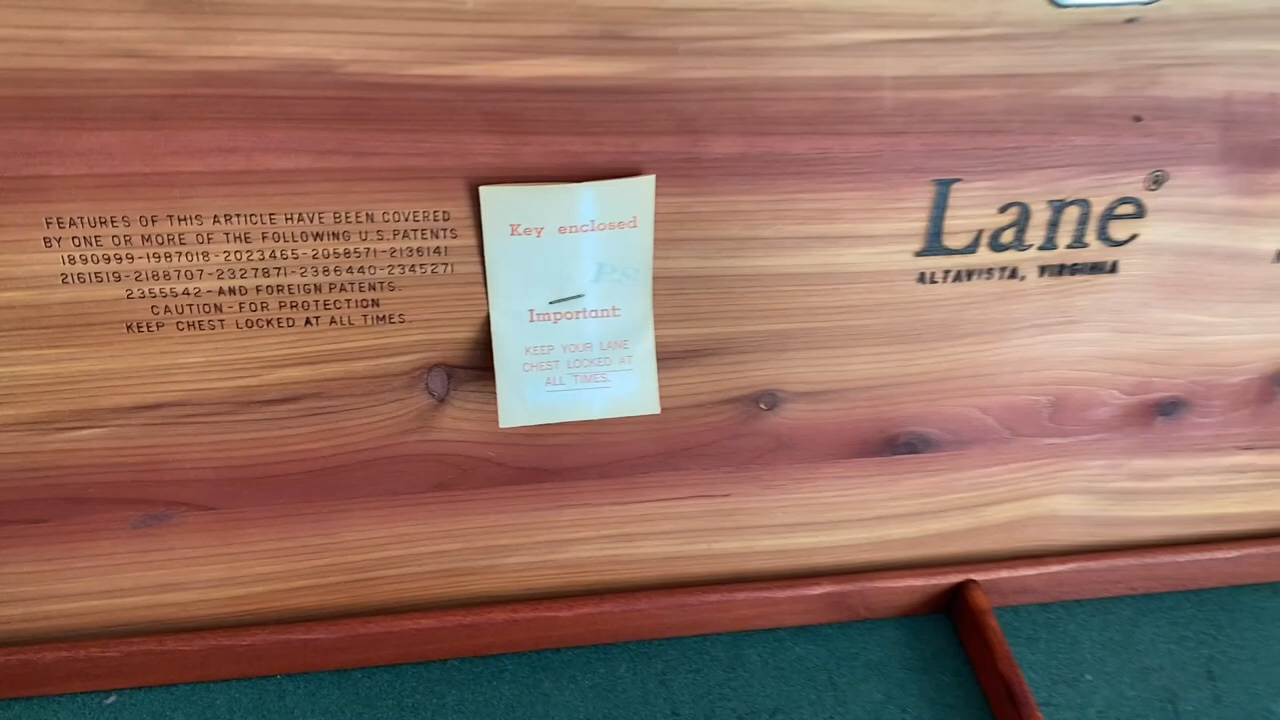 FEATURES OF THIS ARTICLE HAVE BEEN COVERED
BY ONE OR MORE OF THE FOLLOWING U.S. PATENTS
1890999-1987018-2023465-2058571-2136141
2161519-2188707-2327871-2386440-2345271
2355542-AND FOREIGN PATENTS.
CAUTION-FOR PROTECTION
KEEP CHEST LOCKED AT ALL TIMES.
Key enclosed
Important:
KEEP YOUR LANE
CHEST LOCKED AT
ALL TIMES.
Lane®
ALTAVISTA, VIRGINIA